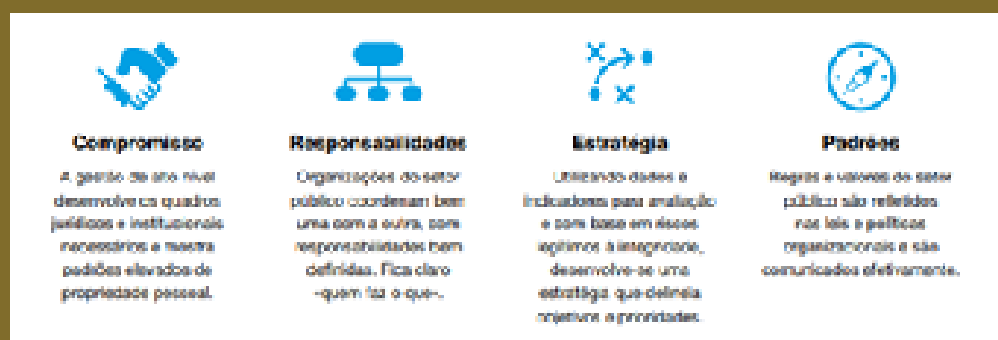 Compromisso
A gestão de alto nível
desenvolve os quadros
jurídicos e institucionais
necessários e mostra
padrões elevados de
propriedade pessoal.
Responsabilidades
Organizações do setor
público coordenam bem
uma com a outra, com
responsabilidades bem
definidas. Fica claro
-quem faz o que-.
Estratégia
Utilizando dados e
indicadores para avaliação
e com base em riscos
legítimos à integridade,
desenvolve-se uma
estratégia que delineia
objetivos e prioridades.
Padrões
Regras e valores do setor
público são refletidos
nas leis e políticas
organizacionais e são
comunicados efetivamente.